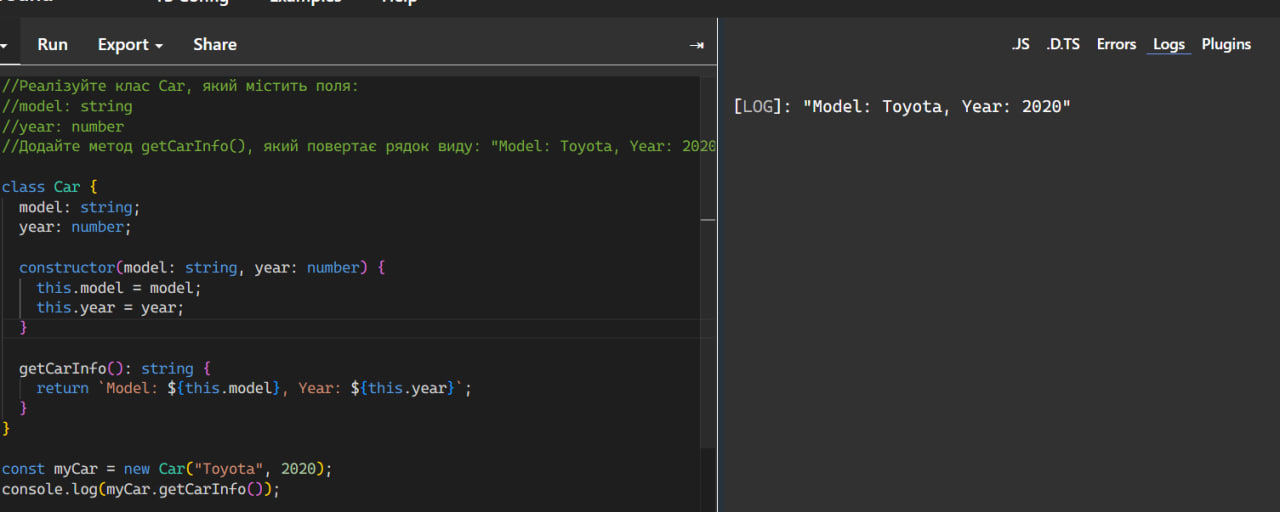 Run Export Share
.JS .D.TS Errors Logs Plugins
//Реалізуйте клас Car, який містить поля:
//model: string
//year: number
//Додайте метод getCarInfo(), який повертає рядок виду: "Model: Toyota, Year: 2020
class Car {
model: string;
year: number;
constructor(model: string, year: number) {
this.model = model;
this.year = year;
}
getCarInfo(): string {
return `Model: ${this.model}, Year: ${this.year}`;
}
}
const myCar = new Car("Toyota", 2020);
console.log(myCar.getCarInfo());
[LOG]: "Model: Toyota, Year: 2020"